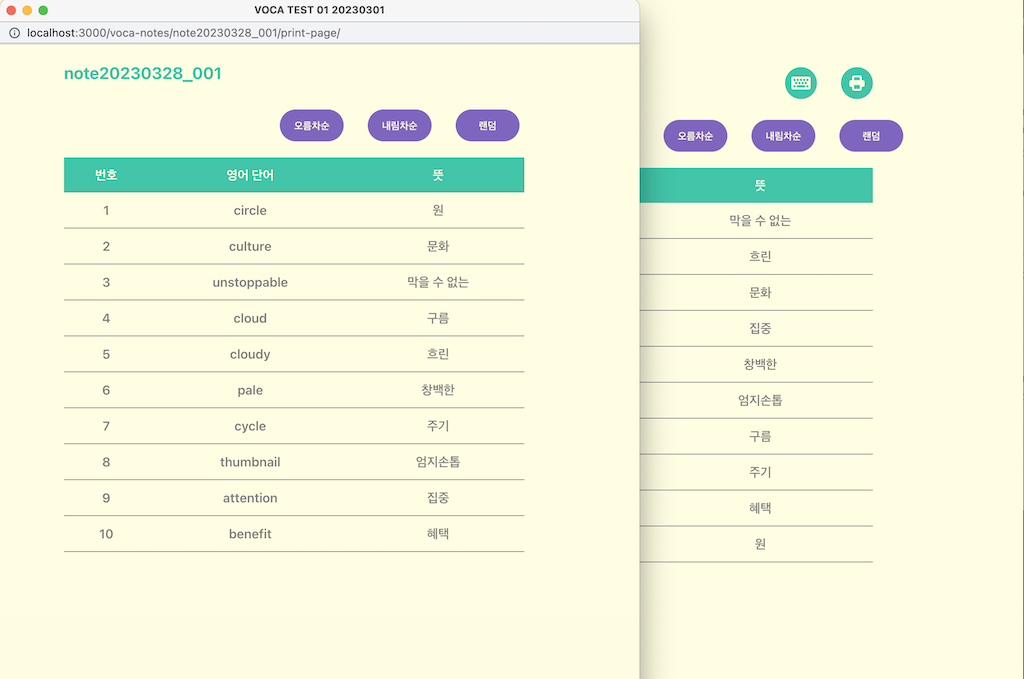 VOCA TEST 01 20230301
localhost:3000/voca-notes/note20230328_001/print-page/
note20230328_001
오름차순 내림차순 랜덤
번호 영어 단어 뜻
1 circle 원
2 culture 문화
3 unstoppable 막을 수 없는
4 cloud 구름
5 cloudy 흐린
6 pale 창백한
7 cycle 주기
8 thumbnail 엄지손톱
9 attention 집중
10 benefit 혜택
오름차순 내림차순 랜덤
뜻
막을 수 없는
흐린
문화
집중
창백한
엄지손톱
구름
주기
혜택
원